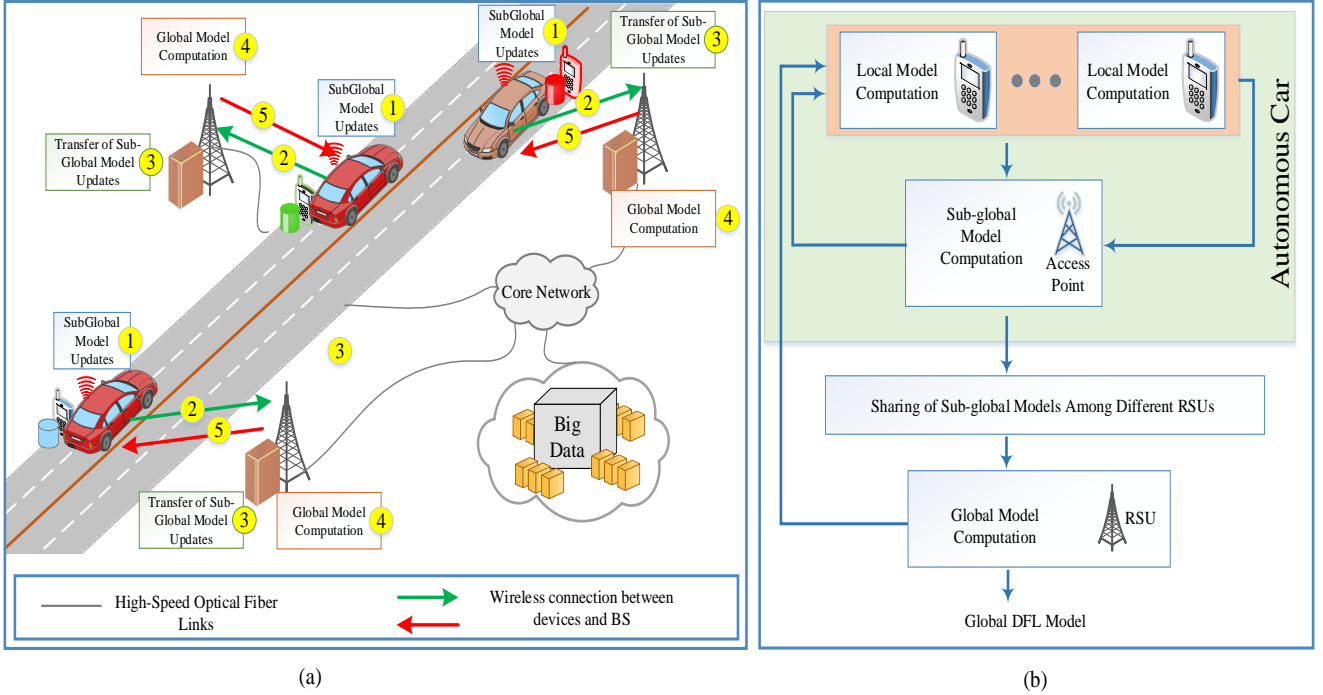 Global Model
Computation
4
SubGlobal
Model
Updates
1
Transfer of Sub-
Global Model
Updates
3
5
SubGlobal
Model
Updates
1
2
5
Transfer of Sub-
Global Model
Updates
3
2
Global Model
Computation
4
Core Network
SubGlobal
Model
Updates
1
3
2
5
Big
Data
Transfer of Sub-
Global Model
Updates
3
Global Model
Computation
4
High-Speed Optical Fiber
Links
Wireless connection between
devices and BS
(a)
Local Model
Computation
Local Model
Computation
Autonomous Car
Sub-global
Model
Computation
Access
Point
Sharing of Sub-global Models Among Different RSUs
Global Model
Computation
RSU
Global DFL Model
(b)